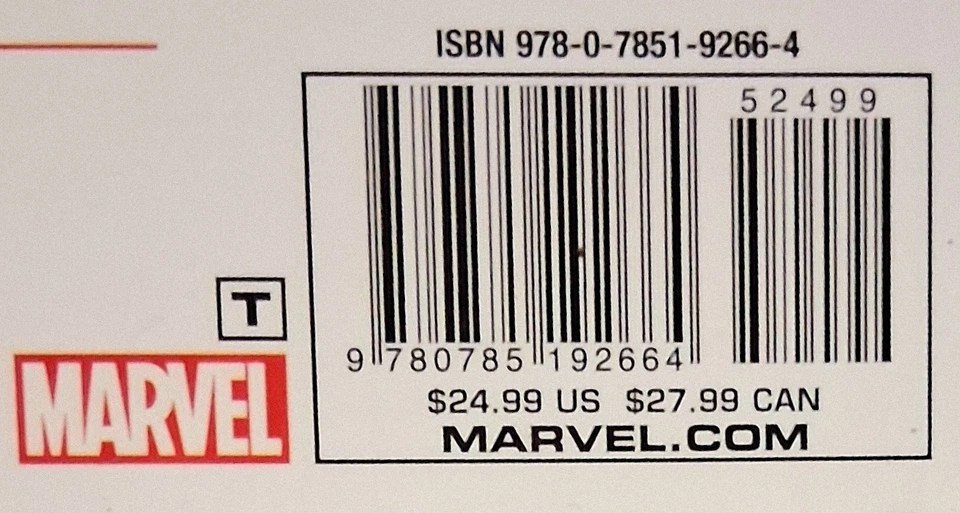 ISBN 978-0-7851-9266-4
52499
9 780785 192664
T
MARVEL
$24.99 US $27.99 CAN
MARVEL.COM